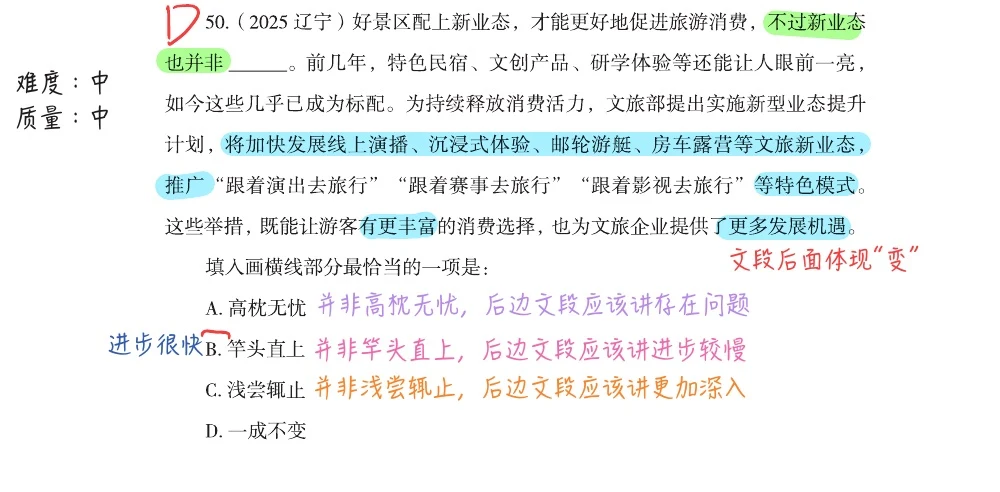 D 50.（2025 辽宁）好景区配上新业态，才能更好地促进旅游消费，不过新业态
也并非______。前几年，特色民宿、文创产品、研学体验等还能让人眼前一亮，
难度：中
如今这些几乎已成为标配。为持续释放消费活力，文旅部提出实施新型业态提升
质量：中
计划，将加快发展线上演播、沉浸式体验、邮轮游艇、房车露营等文旅新业态，
推广“跟着演出去旅行”“跟着赛事去旅行”“跟着影视去旅行”等特色模式。
这些举措，既能让游客有更丰富的消费选择，也为文旅企业提供了更多发展机遇。
文段后面体现“变”
填入画横线部分最恰当的一项是：
A. 高枕无忧 并非高枕无忧，后边文段应该讲存在问题
进步很快 B. 竿头直上 并非竿头直上，后边文段应该讲进步较慢
C. 浅尝辄止 并非浅尝辄止，后边文段应该讲更加深入
D. 一成不变